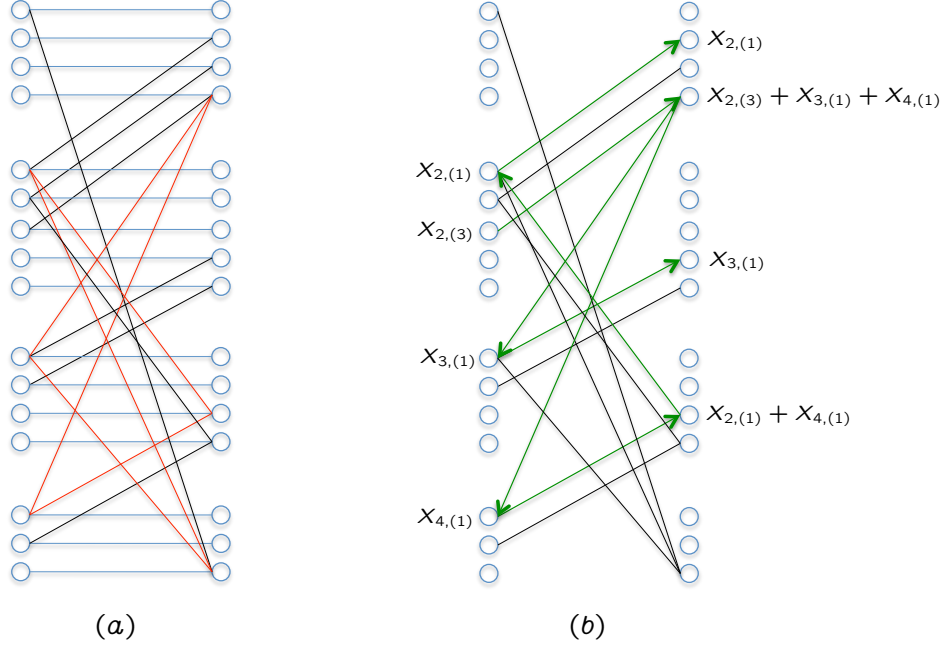 X2,(1)
X2,(3) + X3,(1) + X4,(1)
X2,(1)
X2,(3)
X3,(1)
X3,(1)
X2,(1) + X4,(1)
X4,(1)
(a)
(b)